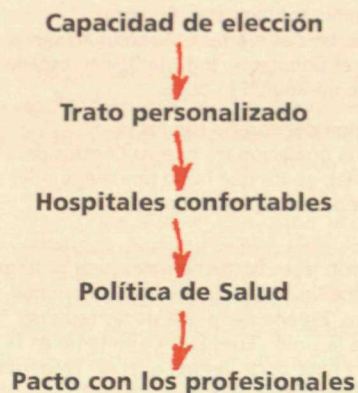 Capacidad de elección
Trato personalizado
Hospitales confortables
Política de Salud
Pacto con los profesionales